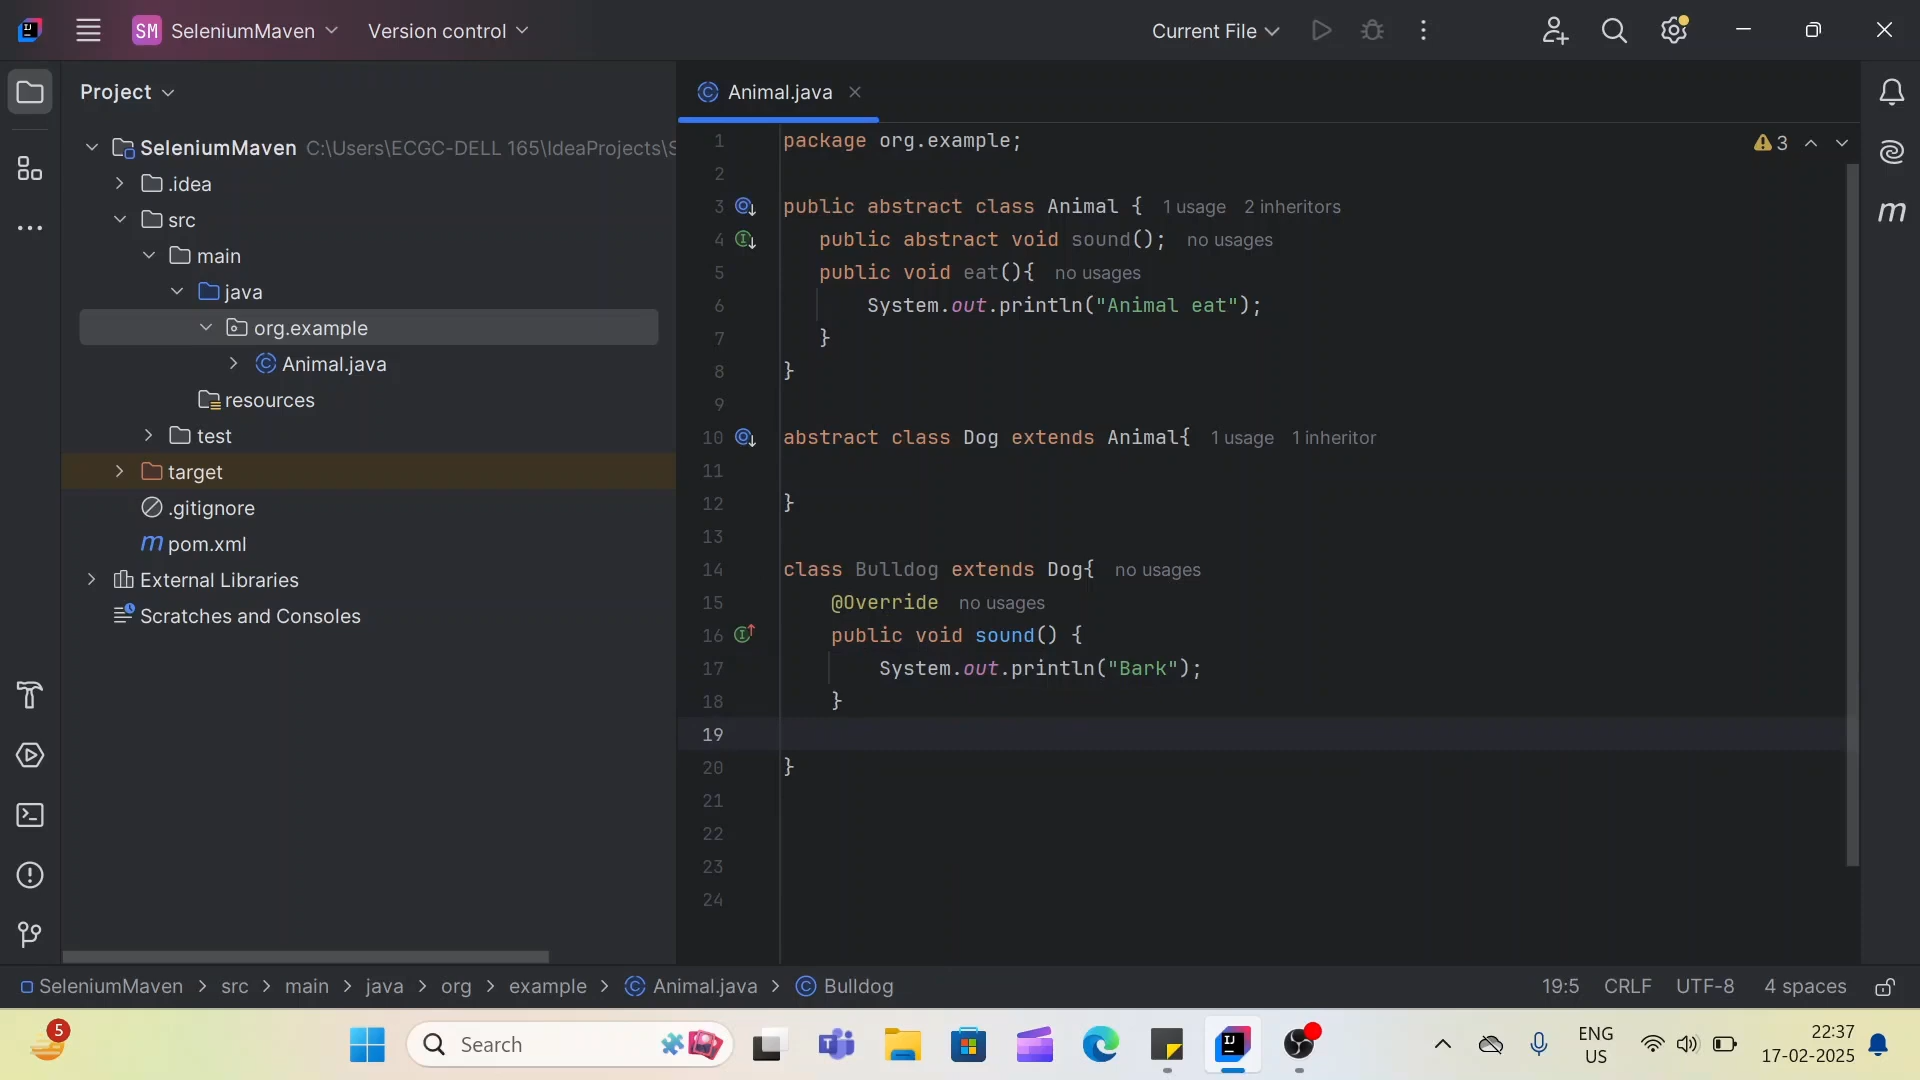 SM SeleniumMaven Version control Current File
Project
Animal.java
SeleniumMaven C:\Users\ECGC-DELL 165\IdeaProjects\S
.idea
src
main
java
org.example
Animal.java
resources
test
target
.gitignore
pom.xml
External Libraries
Scratches and Consoles
3
1 package org.example;
2
3 public abstract class Animal { 1 usage 2 inheritors
4 public abstract void sound(); no usages
5 public void eat(){ no usages
6 System.out.println("Animal eat");
7 }
8 }
9
10 abstract class Dog extends Animal{ 1 usage 1 inheritor
11
12 }
13
14 class Bulldog extends Dog{ no usages
15 @Override no usages
16 public void sound() {
17 System.out.println("Bark");
18 }
19
20 }
21
22
23
24
SeleniumMaven > src > main > java > org > example > Animal.java > Bulldog 19:5 CRLF UTF-8 4 spaces
5
Search
ENG
US
22:37
17-02-2025